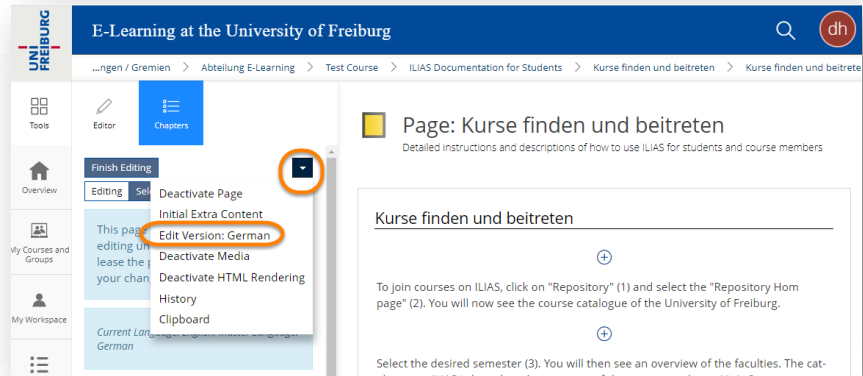 UNI
FREIBURG
E-Learning at the University of Freiburg
dh
...ngen / Gremien > Abteilung E-Learning > Test Course > ILIAS Documentation for Students > Kurse finden und beitreten > Kurse finden und beitrete
Tools
Overview
My Courses and
Groups
My Workspace
Editor
Chapters
Finish Editing
Editing Sele
This page
editing un
lease the p
your chan
Deactivate Page
Initial Extra Content
Edit Version: German
Deactivate Media
Deactivate HTML Rendering
History
Clipboard
German
Page: Kurse finden und beitreten
Detailed instructions and descriptions of how to use ILIAS for students and course members
Kurse finden und beitreten
To join courses on ILIAS, click on "Repository" (1) and select the "Repository Hom
page" (2). You will now see the course catalogue of the University of Freiburg.
Select the desired semester (3). You will then see an overview of the faculties. The cat-